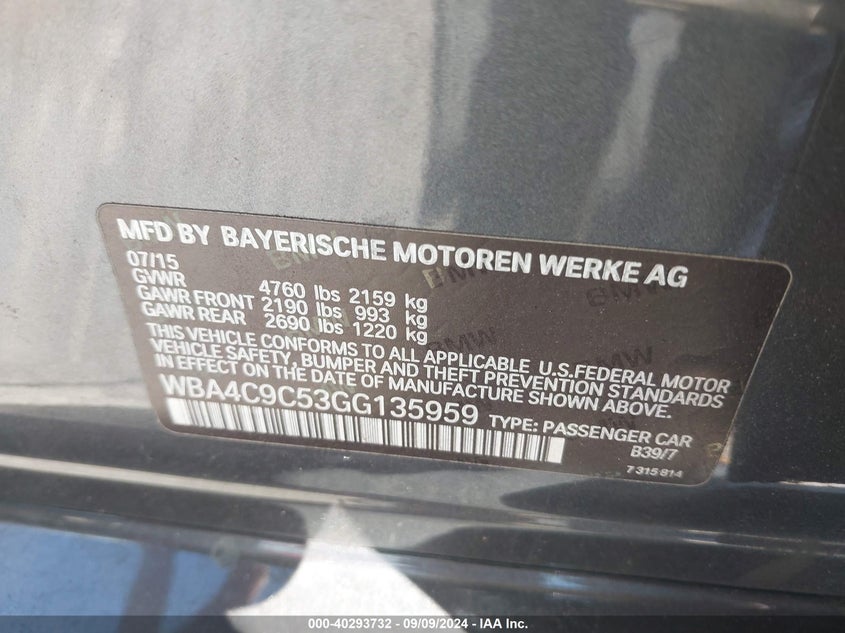 MFD BY BAYERISCHE MOTOREN WERKE AG
07/15
GVWR 4760 lbs 2159 kg
GAWR FRONT 2190 lbs 993 kg
GAWR REAR 2690 lbs 1220 kg
THIS VEHICLE CONFORMS TO ALL APPLICABLE U.S.FEDERAL MOTOR
VEHICLE SAFETY, BUMPER AND THEFT PREVENTION STANDARDS
IN EFFECT ON THE DATE OF MANUFACTURE SHOWN ABOVE.
WBA4C9C53GG135959 TYPE: PASSENGER CAR
B39/7
7 315 814
BMW
BMW
BMW
000-40293732 - 09/09/2024 - IAA Inc.